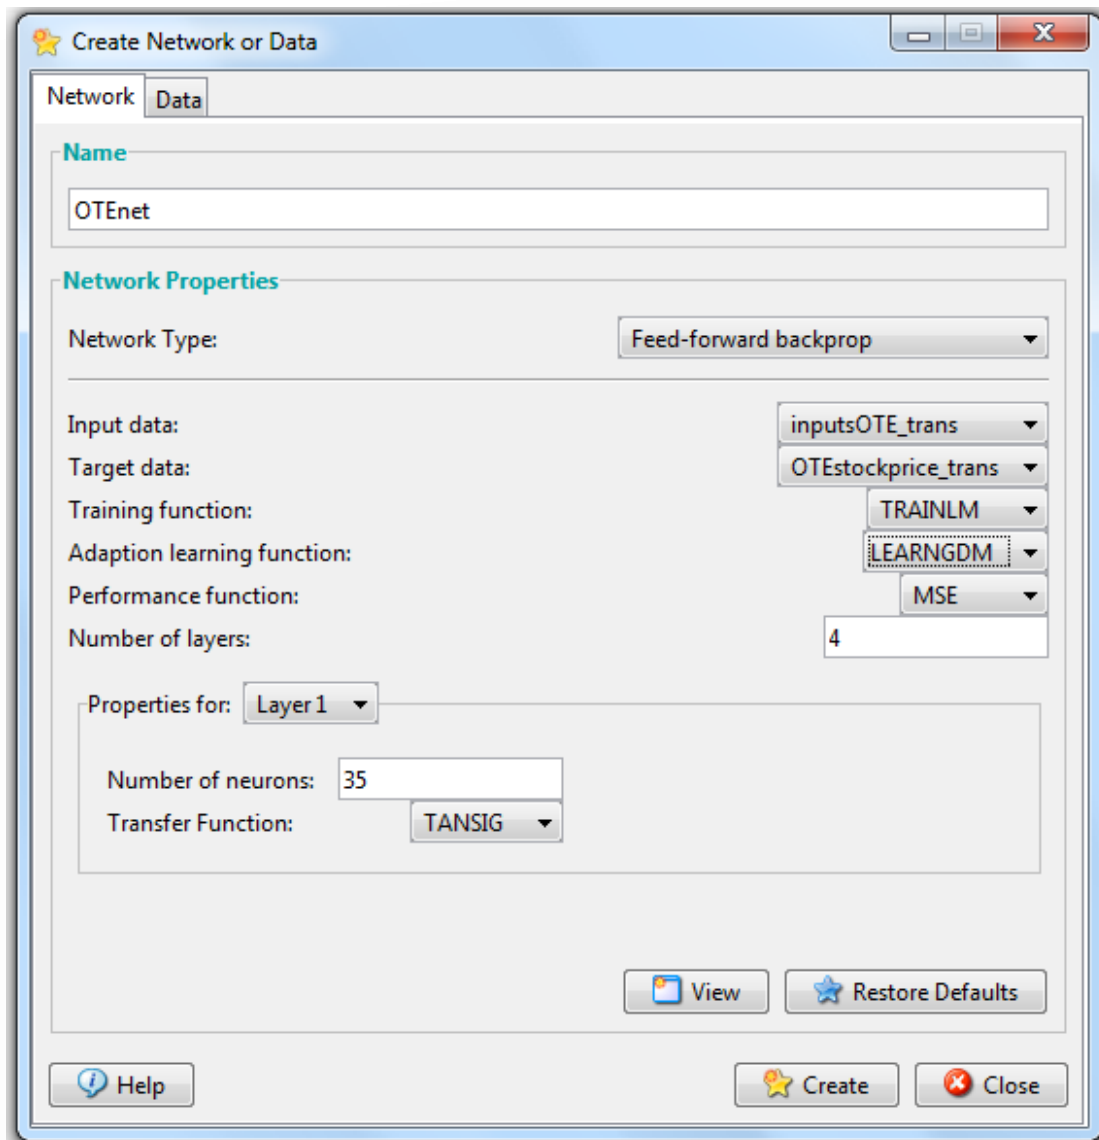 Create Network or Data
Network Data
Name
OTEnet
Network Properties
Network Type: Feed-forward backprop
Input data: inputsOTE_trans
Target data: OTEstockprice_trans
Training function: TRAINLM
Adaption learning function: LEARNGDM
Performance function: MSE
Number of layers: 4
Properties for: Layer 1
Number of neurons: 35
Transfer Function: TANSIG
View Restore Defaults
Help Create Close